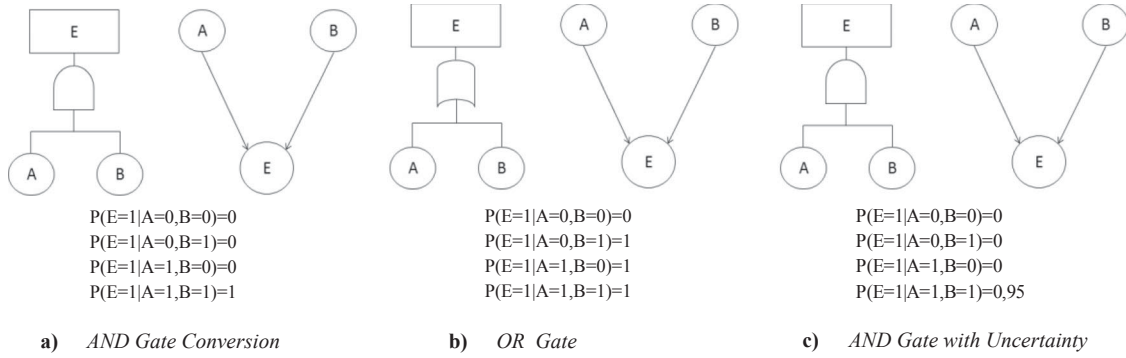 E
A
B
A
B
E
P(E=1|A=0,B=0)=0
P(E=1|A=0,B=1)=0
P(E=1|A=1,B=0)=0
P(E=1|A=1,B=1)=1
a) AND Gate Conversion
E
A
B
A
B
E
P(E=1|A=0,B=0)=0
P(E=1|A=0,B=1)=1
P(E=1|A=1,B=0)=1
P(E=1|A=1,B=1)=1
b) OR Gate
E
A
B
A
B
E
P(E=1|A=0,B=0)=0
P(E=1|A=0,B=1)=0
P(E=1|A=1,B=0)=0
P(E=1|A=1,B=1)=0,95
c) AND Gate with Uncertainty